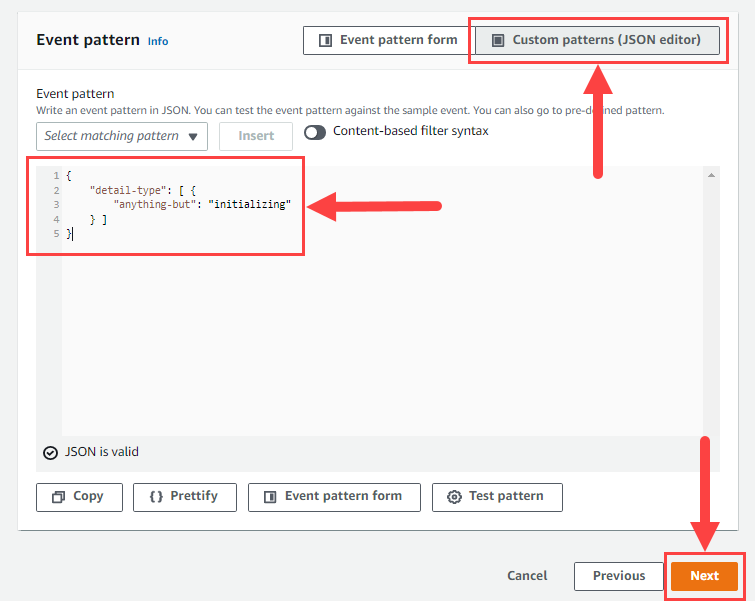 Event pattern Info
Event pattern form
Custom patterns (JSON editor)
Event pattern
Write an event pattern in JSON. You can test the event pattern against the sample event. You can also go to pre-defined pattern.
Select matching pattern
Insert
Content-based filter syntax
1 {
2 "detail-type": [ {
3 "anything-but": "initializing"
4 } ]
5 }
JSON is valid
Copy
{} Prettify
Event pattern form
Test pattern
Cancel
Previous
Next